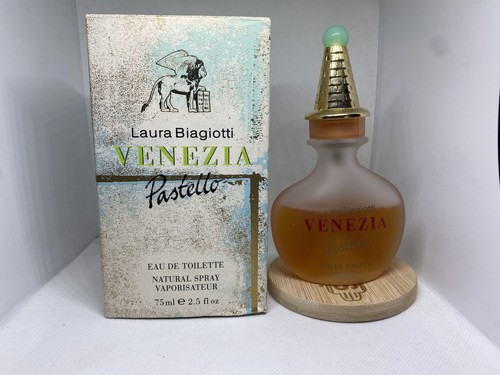 Laura Biagiotti
VENEZIA
Pastello
EAU DE TOILETTE
NATURAL SPRAY
VAPORISATEUR
75ml e 2.5 fl oz
VENEZIA